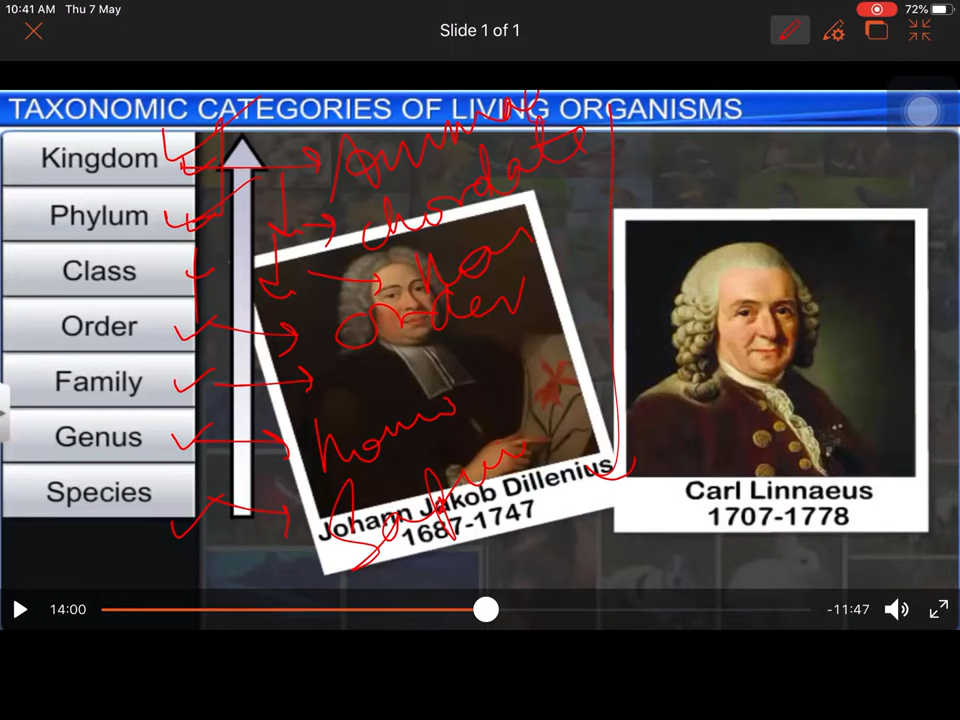 10:41 AM Thu 7 May
72%
Slide 1 of 1
TAXONOMIC CATEGORIES OF LIVING ORGANISMS
Kingdom
Phylum
chordate
Class
Order
order
Family
Genus
homo
Species
Johann Jakob Dillenius
1687-1747
Carl Linnaeus
1707-1778
14:00
-11:47